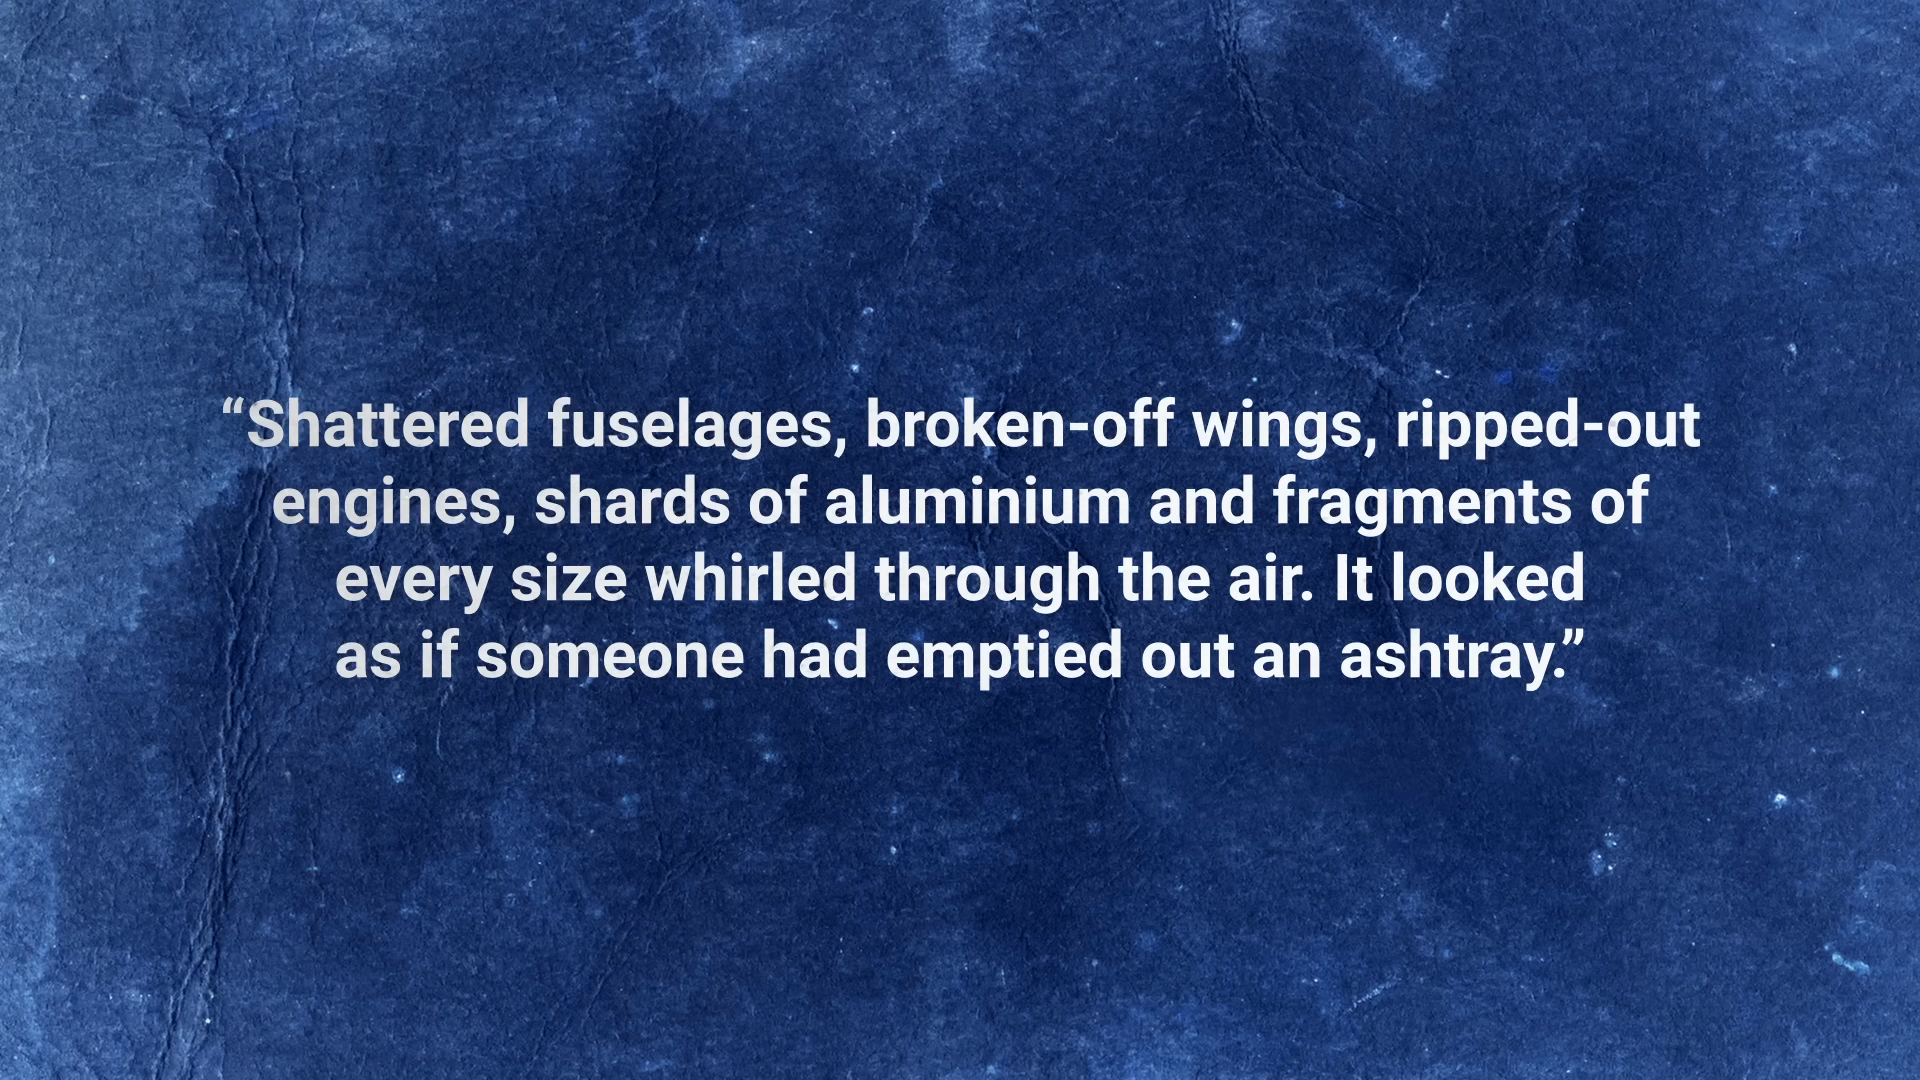 “Shattered fuselages, broken-off wings, ripped-out
engines, shards of aluminium and fragments of
every size whirled through the air. It looked
as if someone had emptied out an ashtray.”